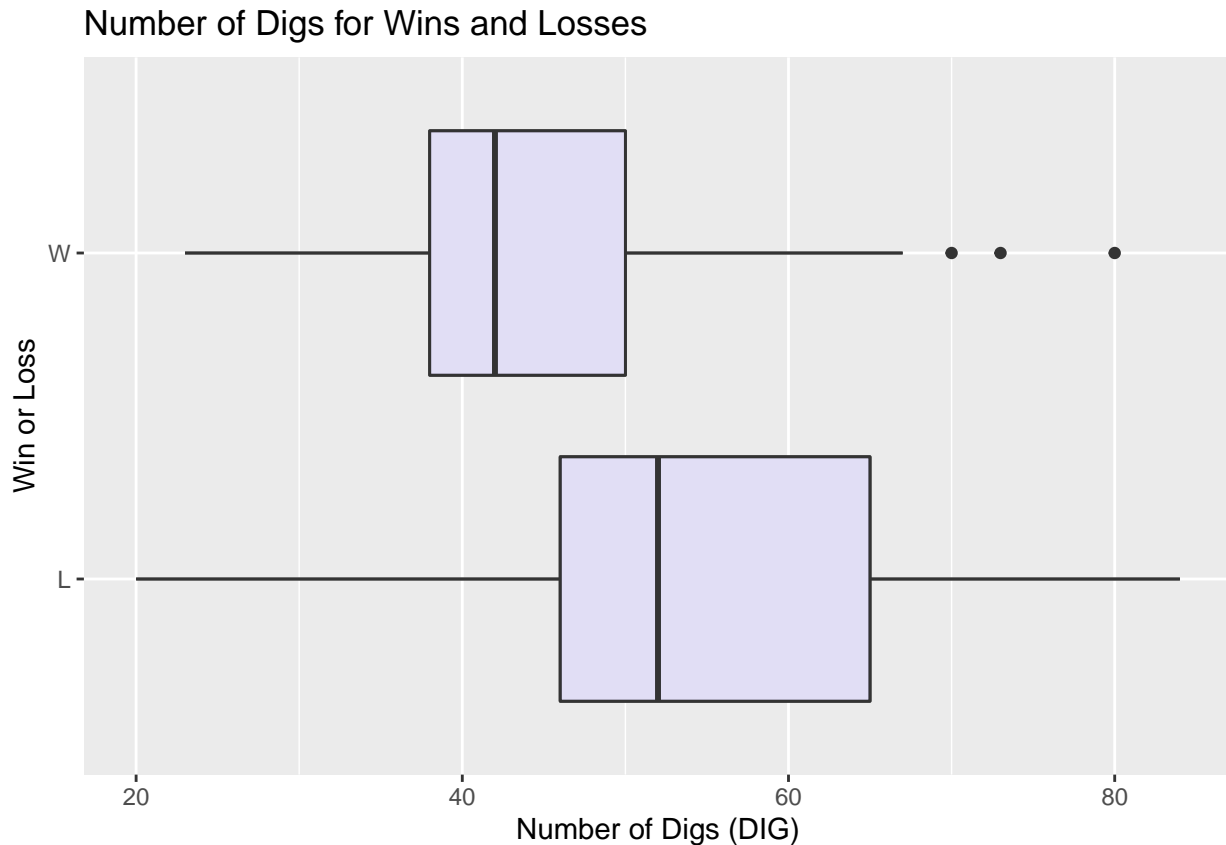 Number of Digs for Wins and Losses
W
L
Win or Loss
20 40 60 80
Number of Digs (DIG)